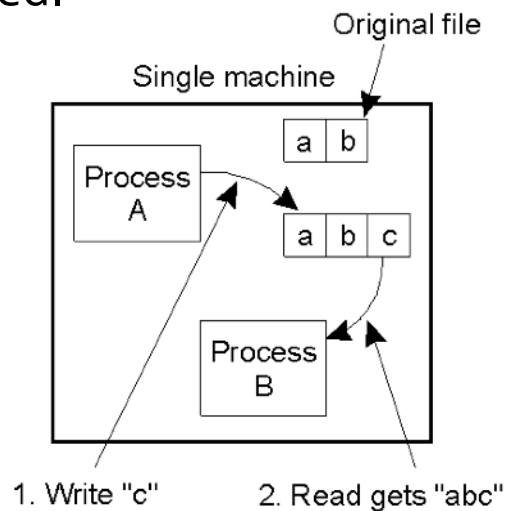 Original file
Single machine
a b
Process
A
a b c
Process
B
1. Write "c"
2. Read gets "abc"